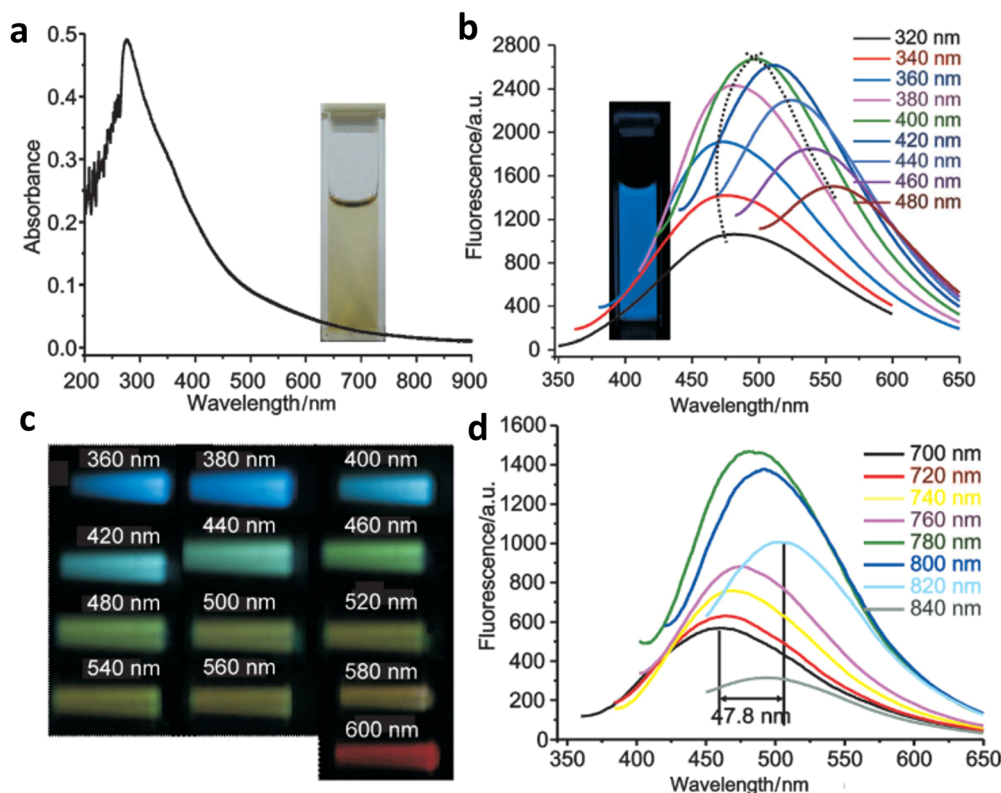 a
0.5
0.4
0.3
0.2
0.1
0.0
Absorbance
200 300 400 500 600 700 800 900
Wavelength/nm
b
2800
2400
2000
1600
1200
800
400
0
Fluorescence/a.u.
350 400 450 500 550 600 650
Wavelength/nm
320 nm
340 nm
360 nm
380 nm
400 nm
420 nm
440 nm
460 nm
480 nm
c
360 nm 380 nm 400 nm
420 nm 440 nm 460 nm
480 nm 500 nm 520 nm
540 nm 560 nm 580 nm
600 nm
d
1600
1400
1200
1000
800
600
400
200
0
Fluorescence/a.u.
350 400 450 500 550 600 650
Wavelength/nm
700 nm
720 nm
740 nm
760 nm
780 nm
800 nm
820 nm
840 nm
47.8 nm